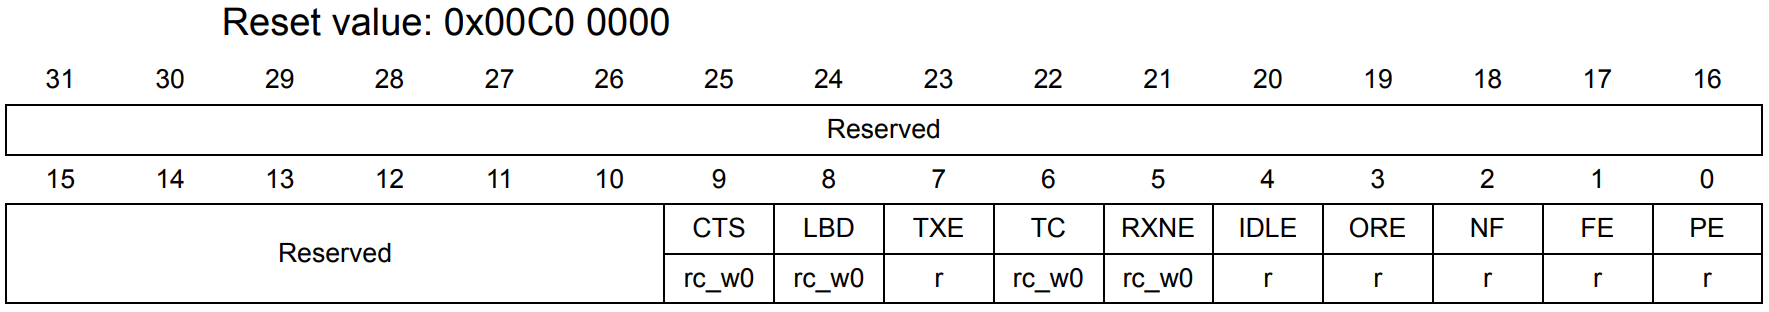 Reset value: 0x00C0 0000
31 30 29 28 27 26 25 24 23 22 21 20 19 18 17 16
Reserved
15 14 13 12 11 10 9 8 7 6 5 4 3 2 1 0
Reserved CTS LBD TXE TC RXNE IDLE ORE NF FE PE
rc_w0 rc_w0 r rc_w0 rc_w0 r r r r r